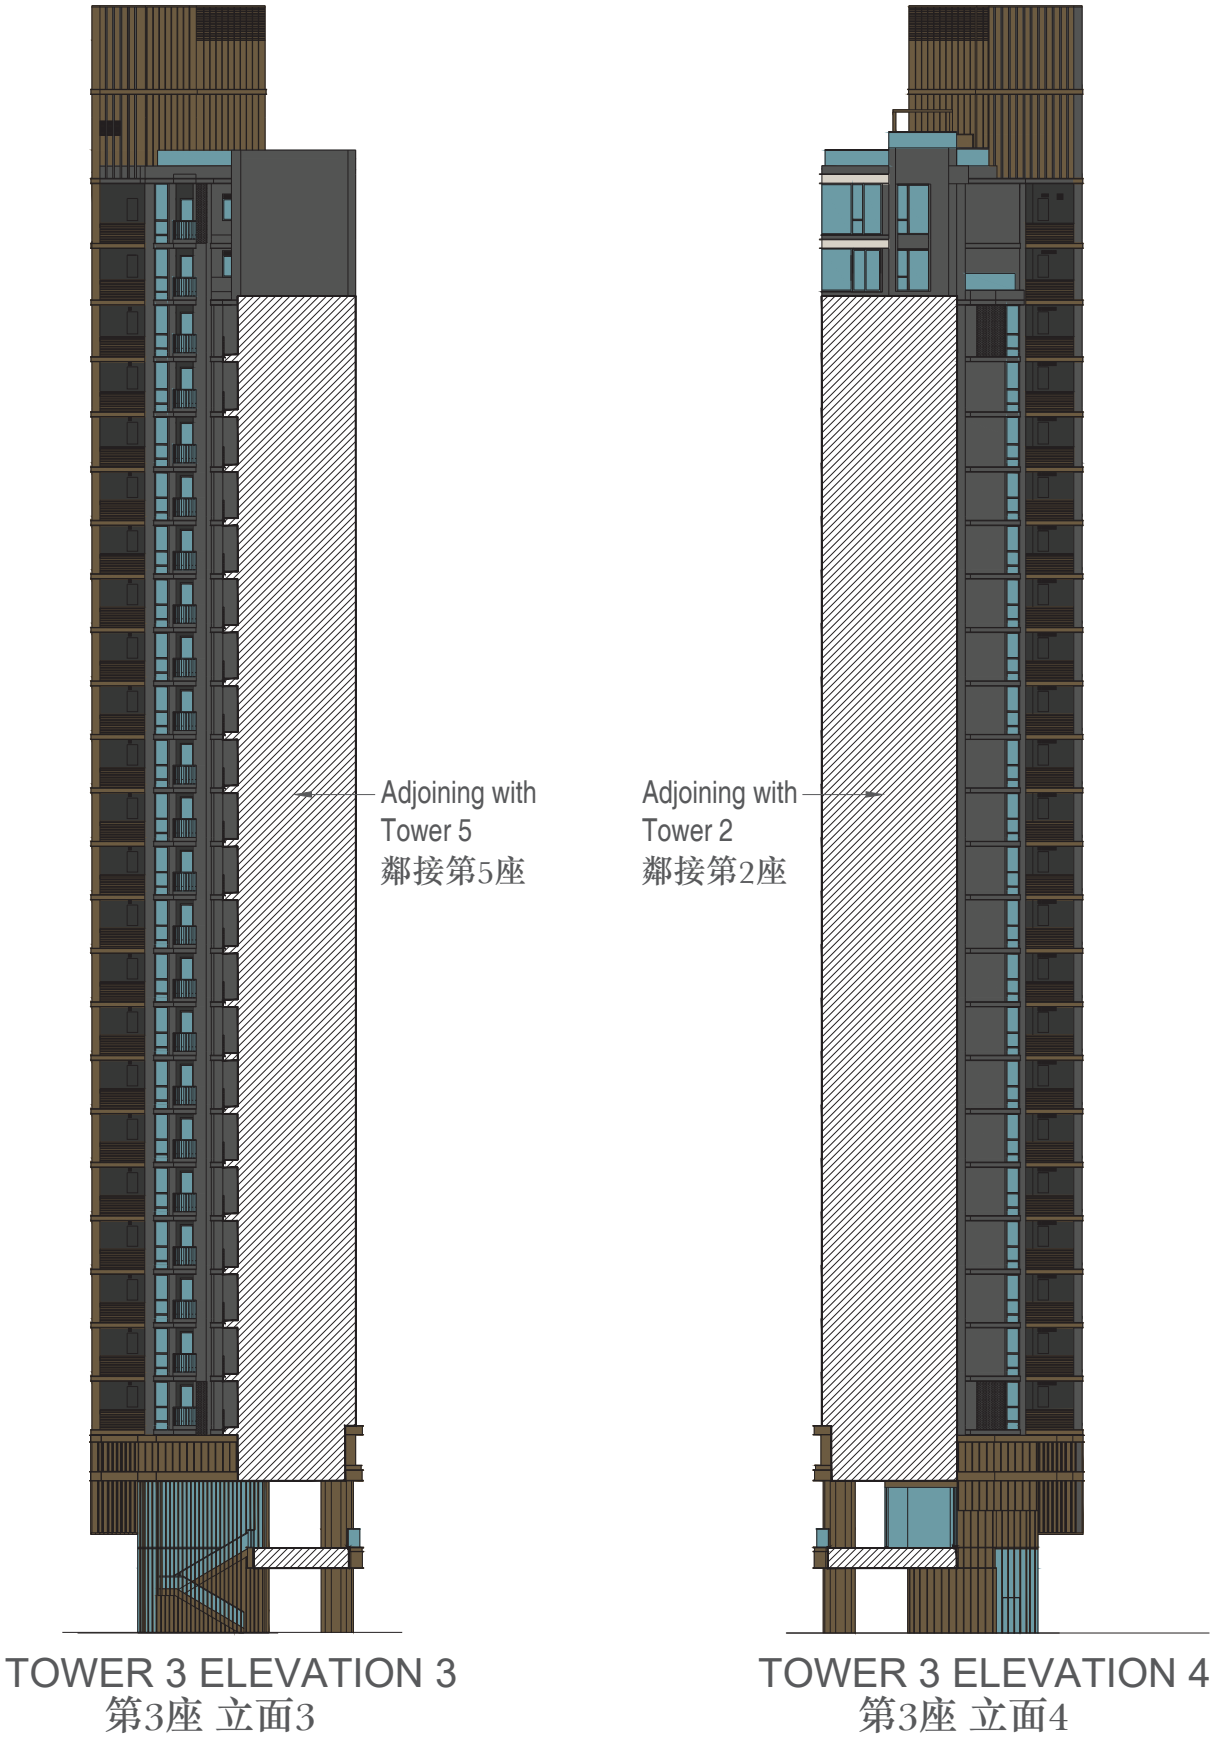 Adjoining with
Tower 5
鄰接第5座
Adjoining with
Tower 2
鄰接第2座
TOWER 3 ELEVATION 3
第3座 立面3
TOWER 3 ELEVATION 4
第3座 立面4